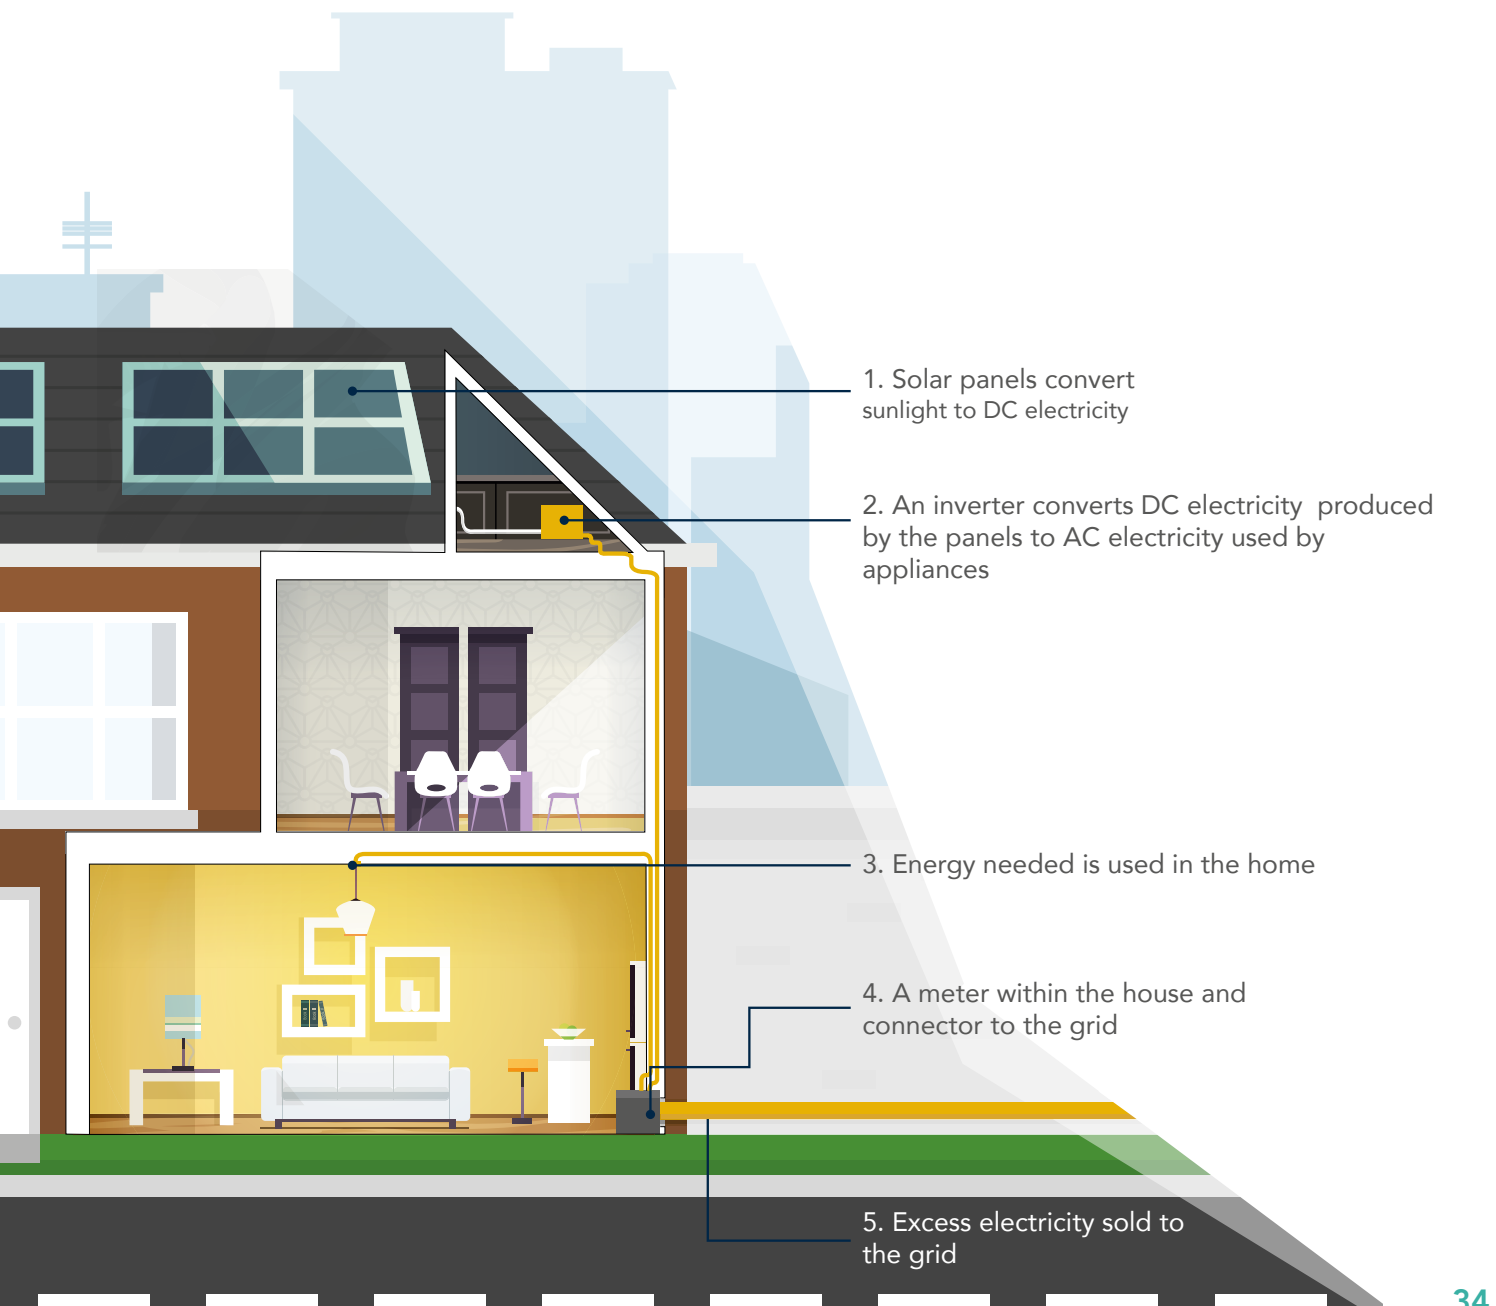 1. Solar panels convert
sunlight to DC electricity
2. An inverter converts DC electricity  produced
by the panels to AC electricity used by
appliances
3. Energy needed is used in the home
4. A meter within the house and
connector to the grid
5. Excess electricity sold to
the grid
34